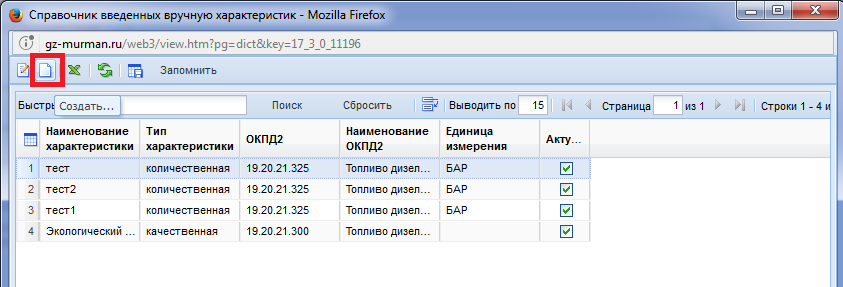 Справочник введенных вручную характеристик - Mozilla Firefox
gz-murman.ru/web3/view.htm?pg=dict&key=17_3_0_11196
Запомнить
Быстры Создать... Поиск Сбросить Выводить по 15 Страница 1 из 1 Строки 1 - 4 и
Наименование характеристики Тип характеристики ОКПД2 Наименование ОКПД2 Единица измерения Акту...
1 тест количественная 19.20.21.325 Топливо дизел... БАР
2 тест2 количественная 19.20.21.325 Топливо дизел... БАР
3 тест1 количественная 19.20.21.325 Топливо дизел... БАР
4 Экологический ... качественная 19.20.21.300 Топливо дизел...